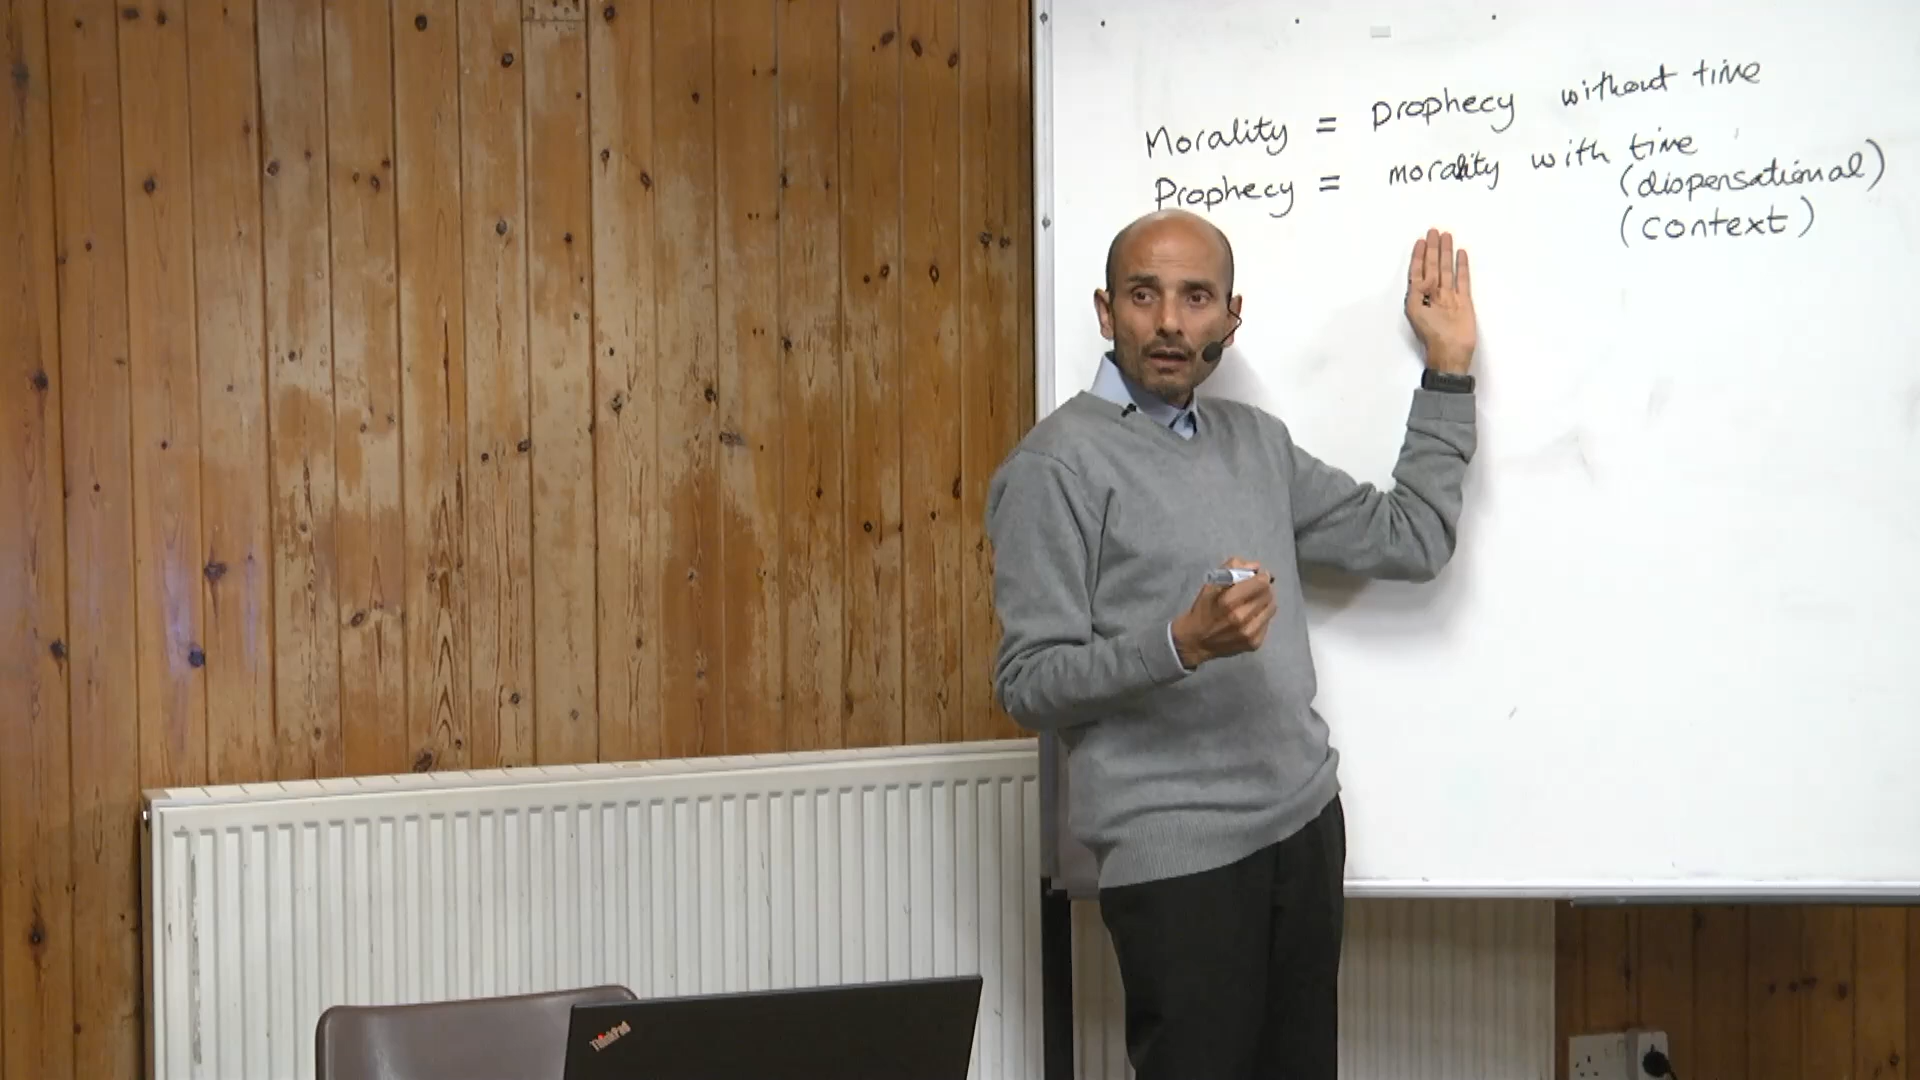 Morality = prophecy without time
Prophecy = morality with time
(dispensational)
(context)
ThinkPad